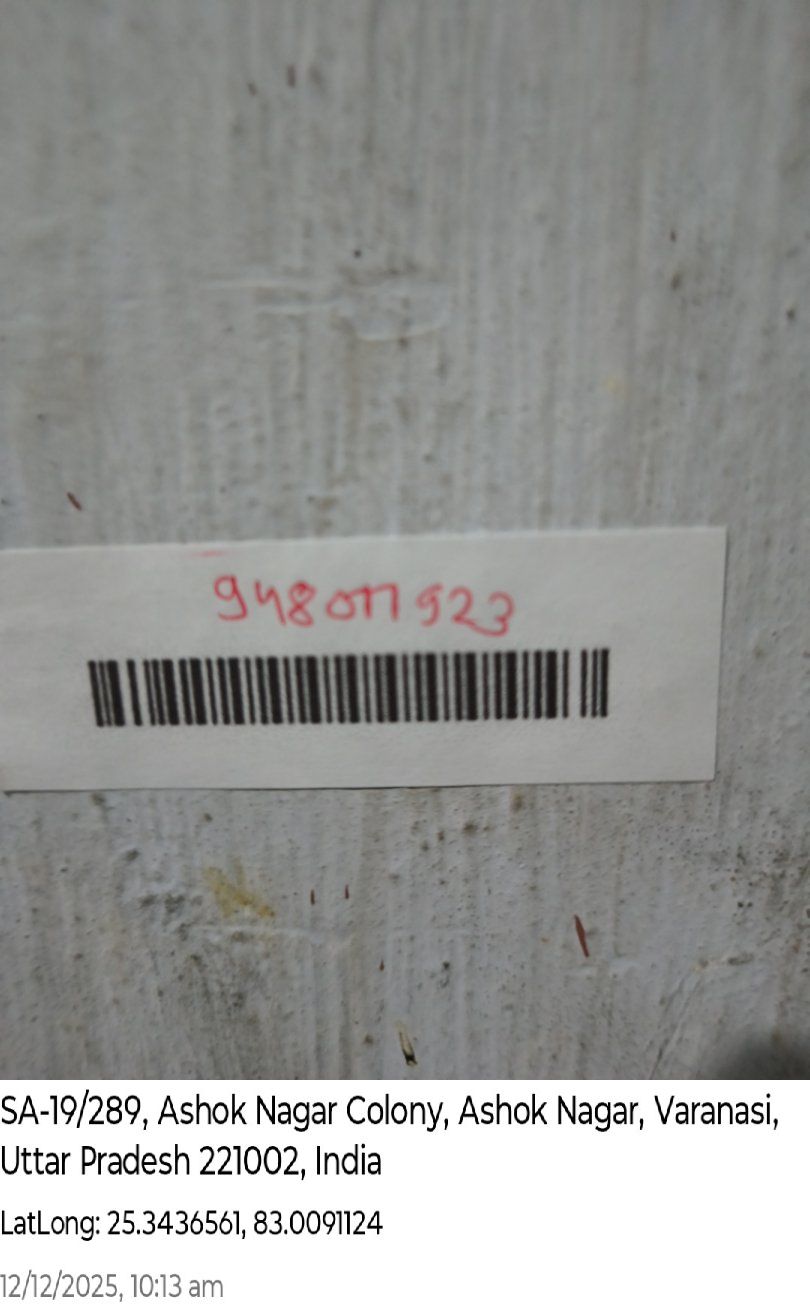 948011923
SA-19/289, Ashok Nagar Colony, Ashok Nagar, Varanasi,
Uttar Pradesh 221002, India
LatLong: 25.3436561, 83.0091124
12/12/2025, 10:13 am